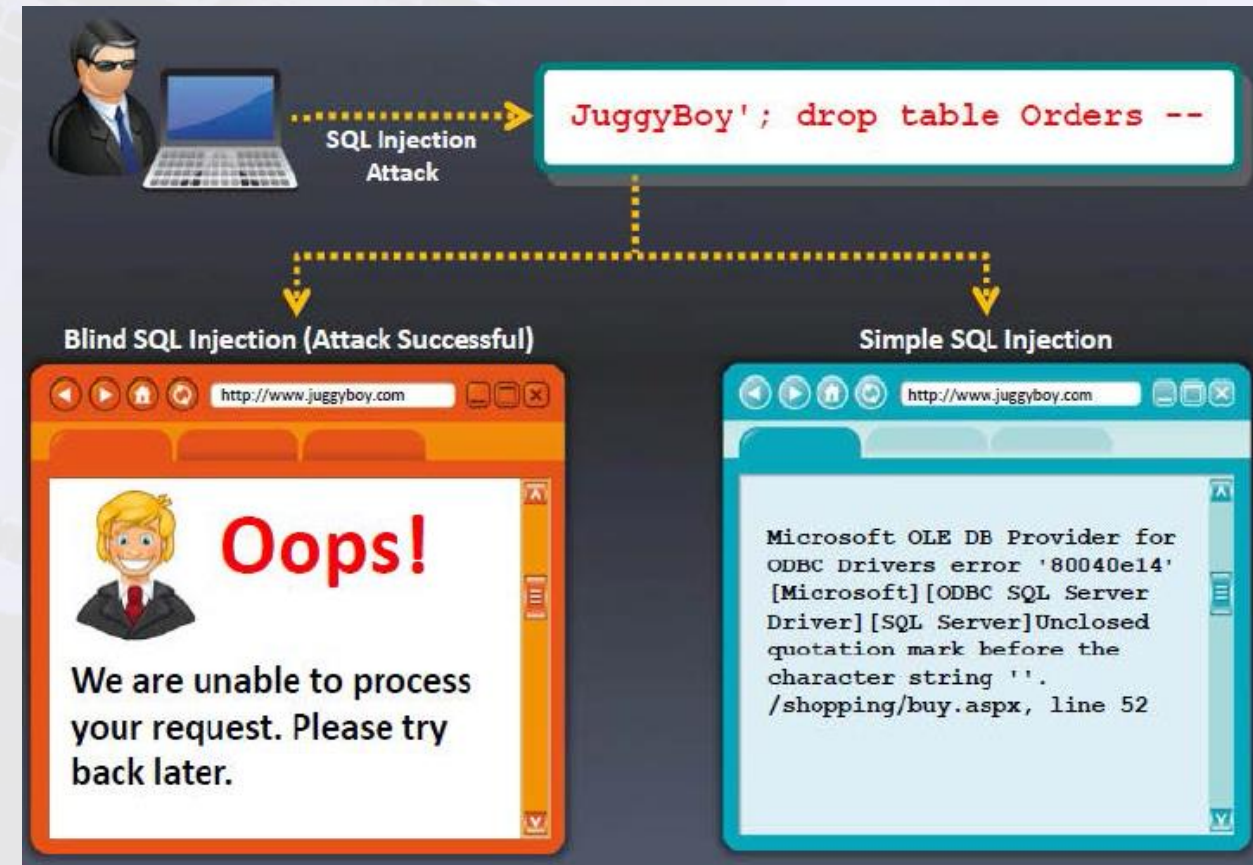 JuggyBoy'; drop table Orders --
SQL Injection
Attack
Blind SQL Injection (Attack Successful)
Simple SQL Injection
http://www.juggyboy.com
http://www.juggyboy.com
Oops!
We are unable to process
your request. Please try
back later.
Microsoft OLE DB Provider for
ODBC Drivers error '80040e14'
[Microsoft][ODBC SQL Server
Driver][SQL Server]Unclosed
quotation mark before the
character string ''.
/shopping/buy.aspx, line 52